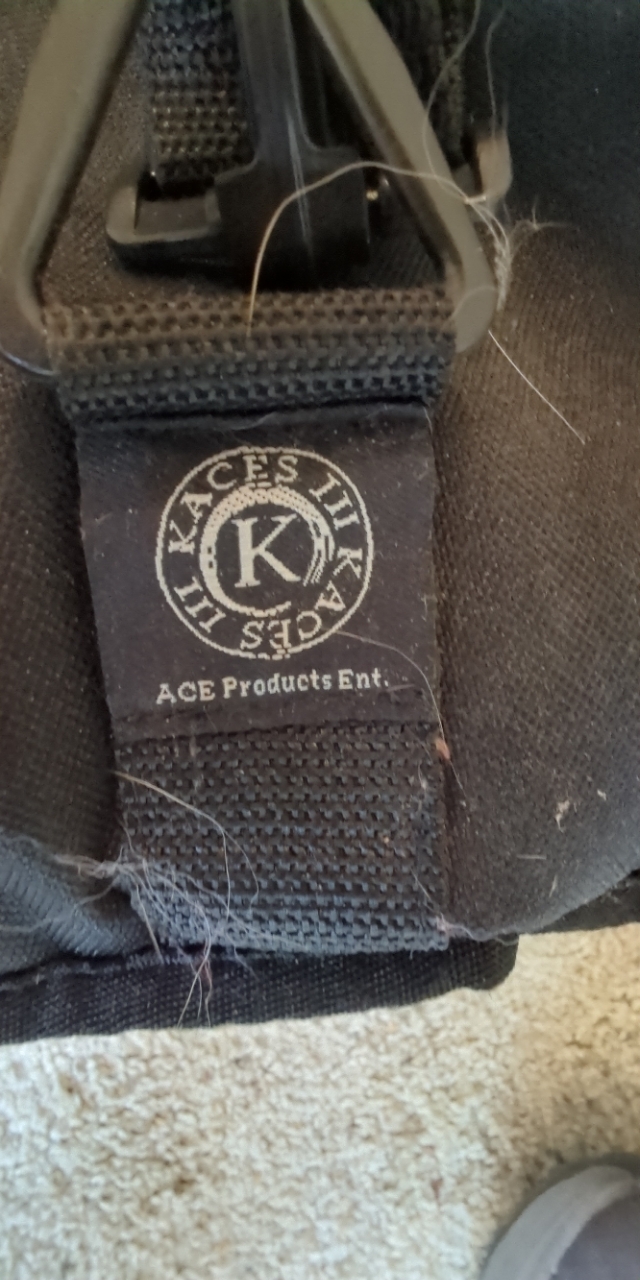 KACES III KACES III
K
ACE Products Ent.